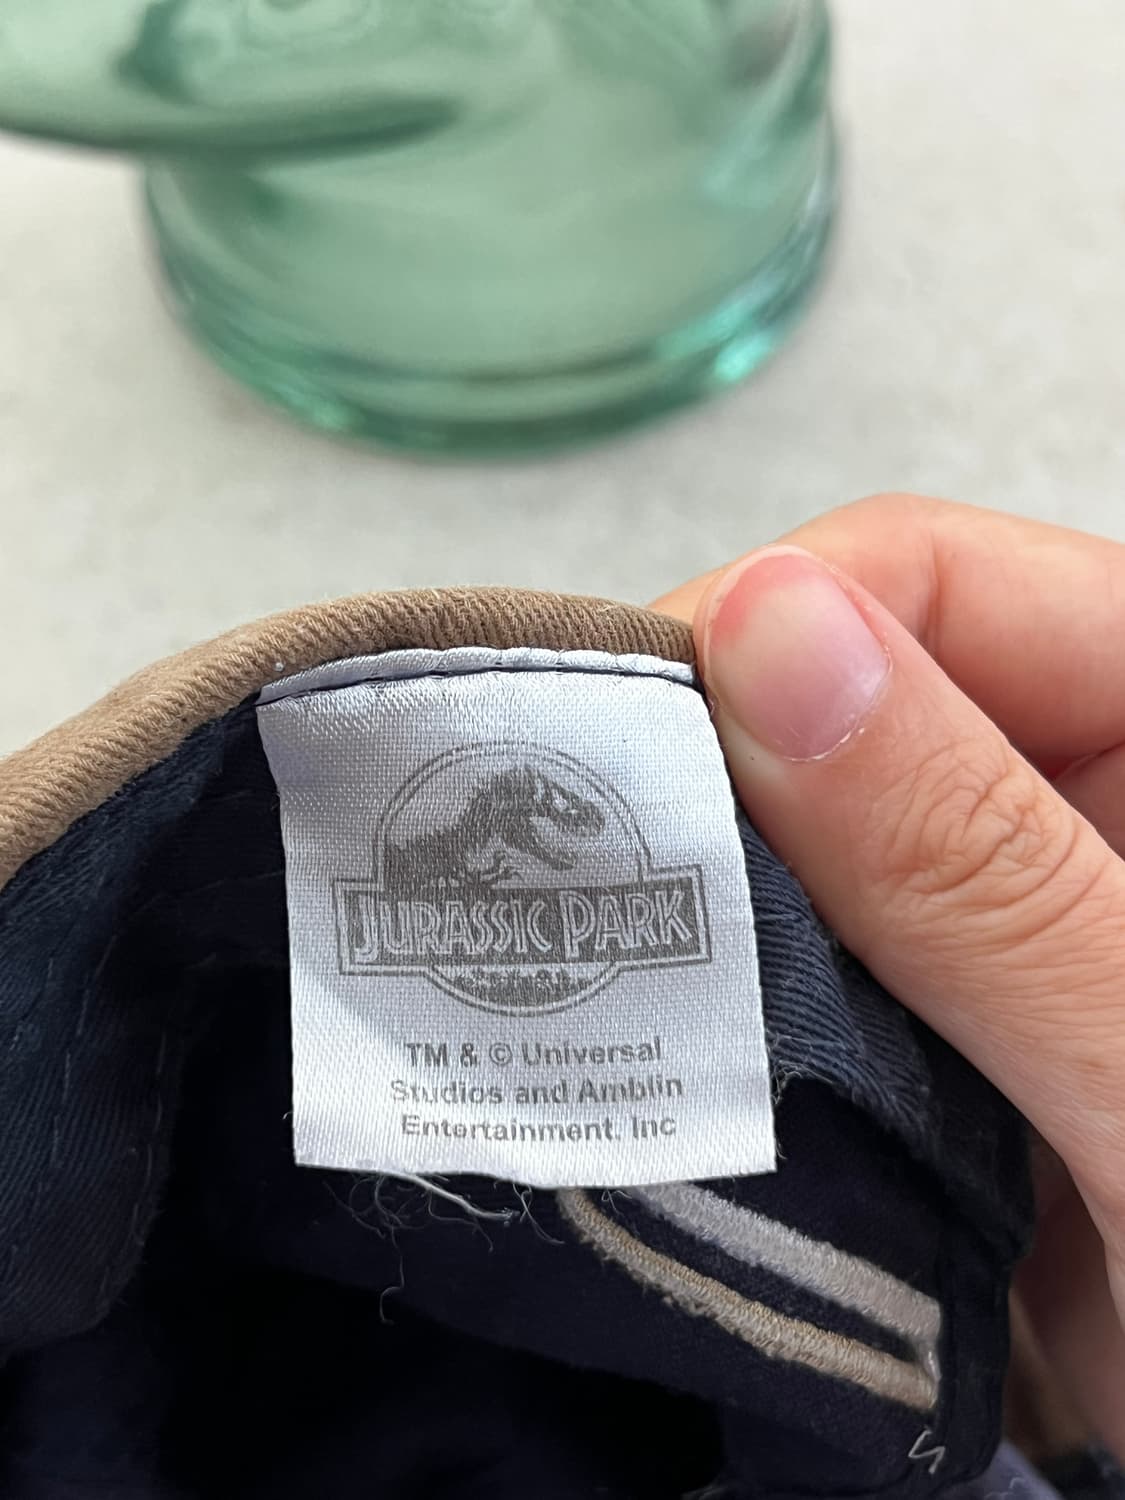 JURASSIC PARK
TM & © Universal
Studios and Amblin
Entertainment, Inc